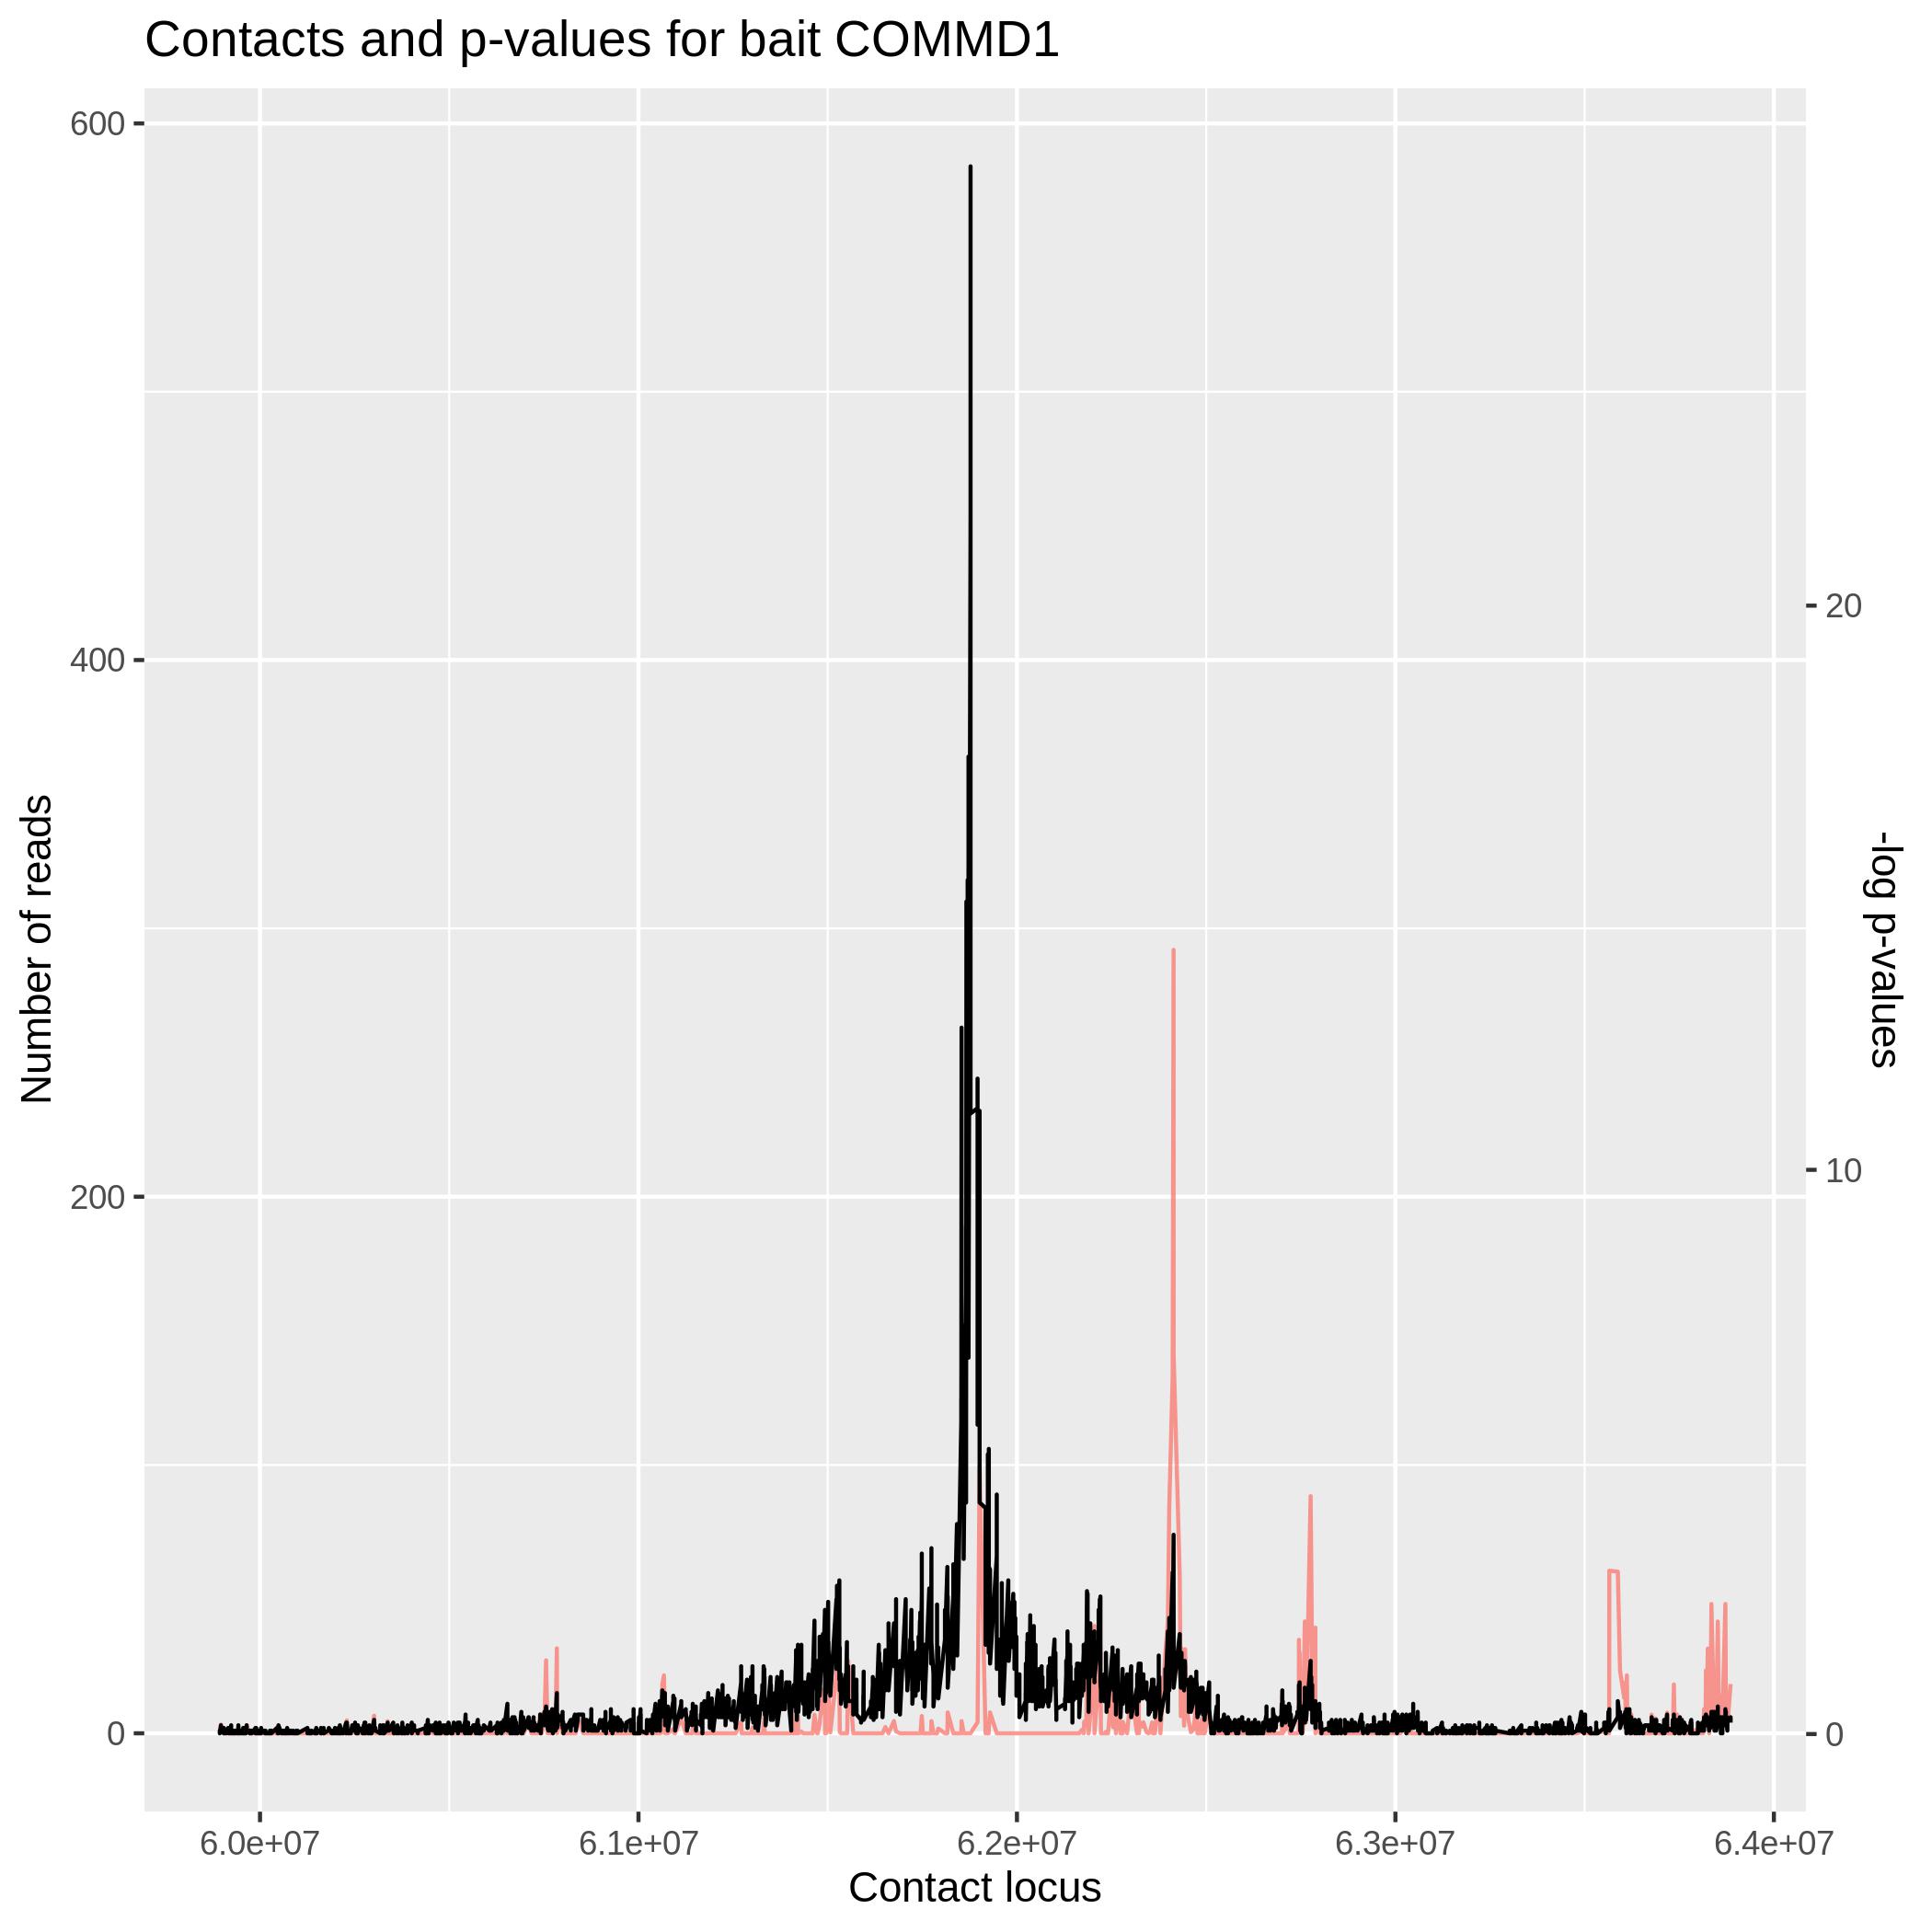 Contacts and p-values for bait COMMD1
600
400
200
0
Number of reads
20
10
0
-log p-values
6.0e+07
6.1e+07
6.2e+07
6.3e+07
6.4e+07
Contact locus